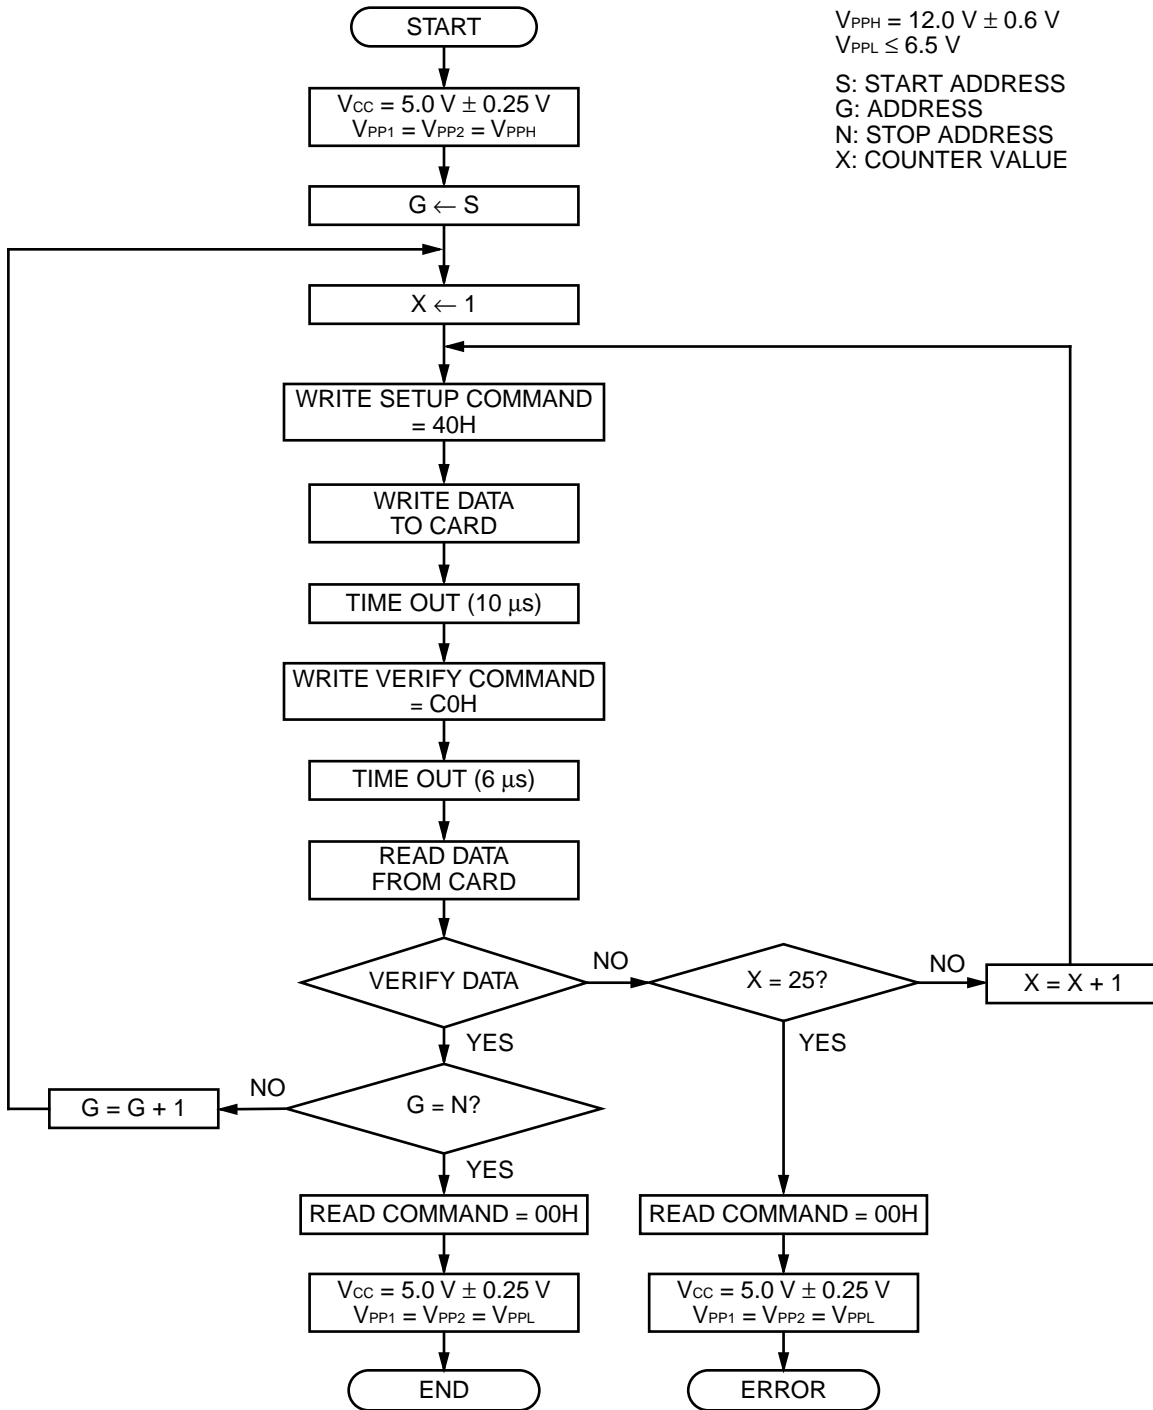 START
VPPH = 12.0 V ± 0.6 V
VPPL ≤ 6.5 V
S: START ADDRESS
G: ADDRESS
N: STOP ADDRESS
X: COUNTER VALUE
VCC = 5.0 V ± 0.25 V
VPP1 = VPP2 = VPPH
G ← S
X ← 1
WRITE SETUP COMMAND
= 40H
WRITE DATA
TO CARD
TIME OUT (10 µs)
WRITE VERIFY COMMAND
= C0H
TIME OUT (6 µs)
READ DATA
FROM CARD
VERIFY DATA
NO
X = 25?
NO
X = X + 1
YES
YES
G = N?
NO
G = G + 1
YES
READ COMMAND = 00H
READ COMMAND = 00H
VCC = 5.0 V ± 0.25 V
VPP1 = VPP2 = VPPL
VCC = 5.0 V ± 0.25 V
VPP1 = VPP2 = VPPL
END
ERROR